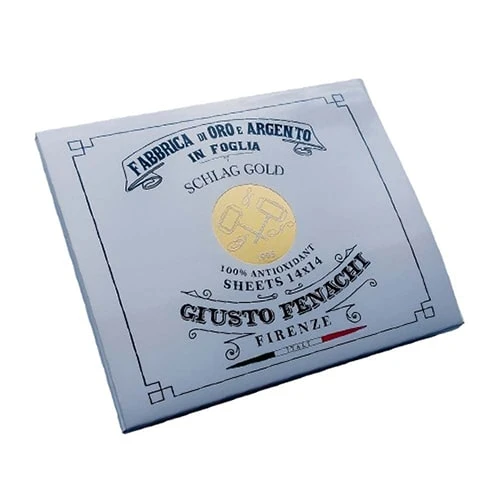 FABBRICA DI ORO E ARGENTO
IN FOGLIA
SCHLAG GOLD
100% ANTIOXIDANT
SHEETS 14x14
GIUSTO FENACHI
FIRENZE
ITALY